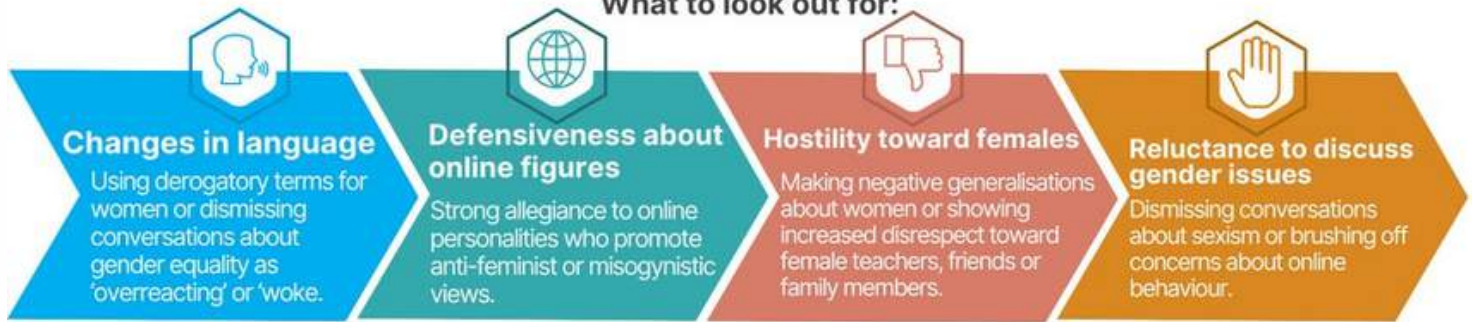 What to look out for:
Changes in language
Using derogatory terms for
women or dismissing
conversations about
gender equality as
‘overreacting’ or ‘woke.
Defensiveness about
online figures
Strong allegiance to online
personalities who promote
anti-feminist or misogynistic
views.
Hostility toward females
Making negative generalisations
about women or showing
increased disrespect toward
female teachers, friends or
family members.
Reluctance to discuss
gender issues
Dismissing conversations
about sexism or brushing off
concerns about online
behaviour.